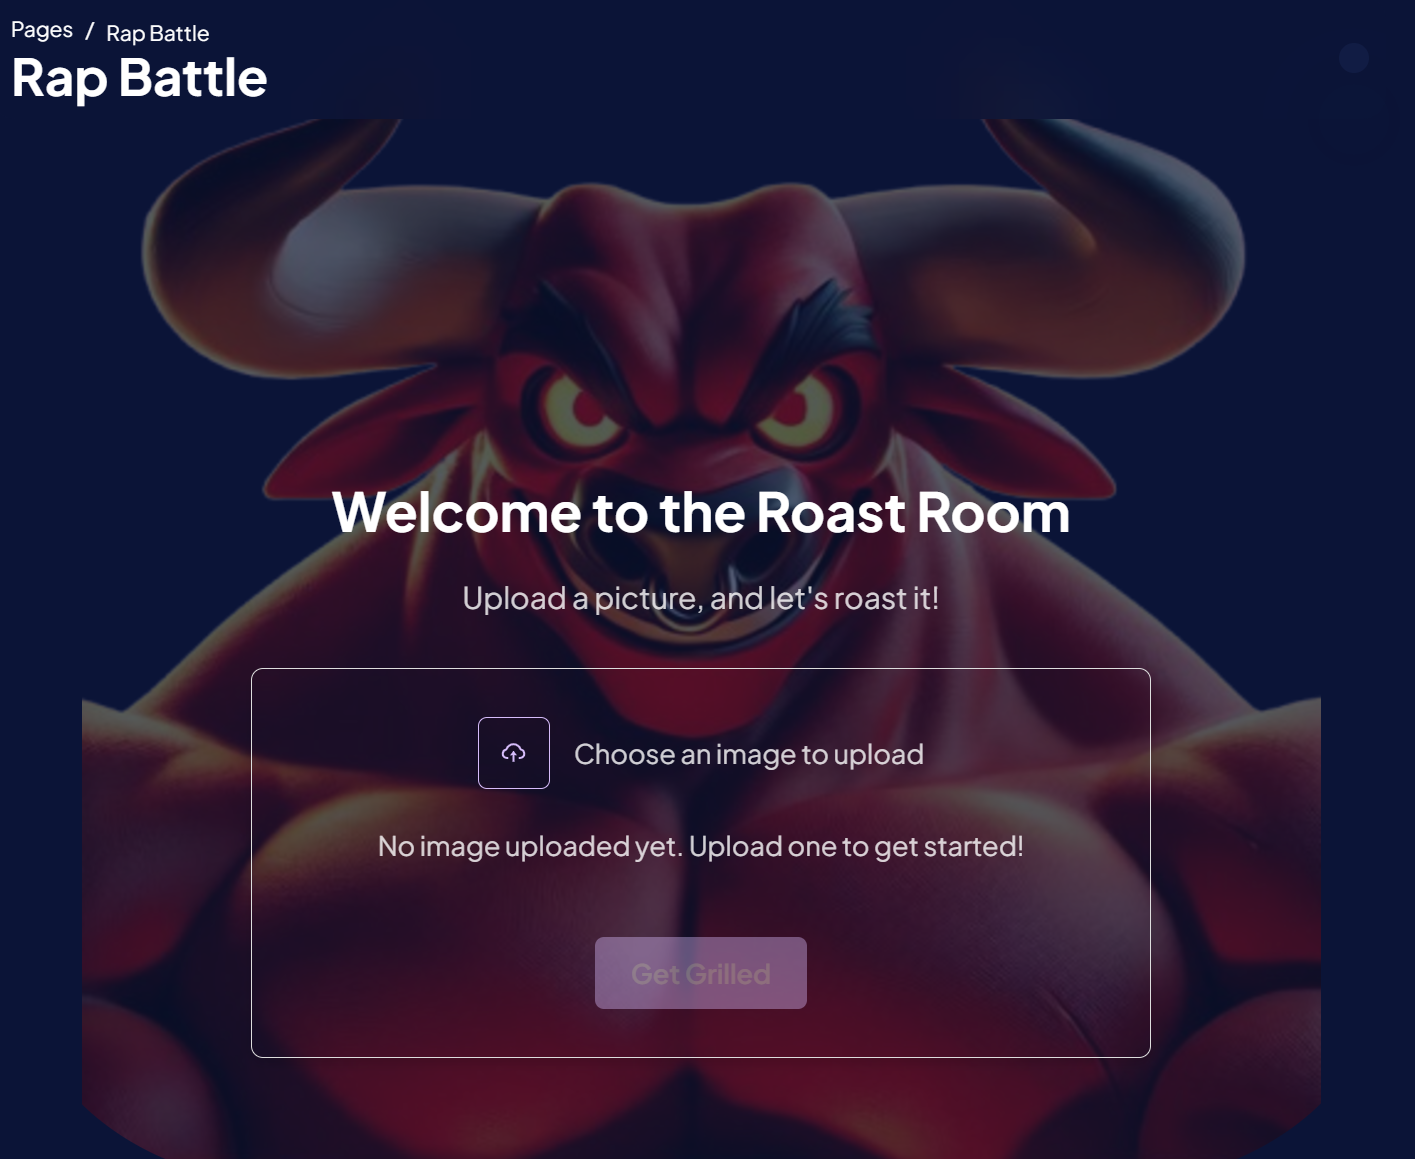 Pages / Rap Battle
Rap Battle
Welcome to the Roast Room
Upload a picture, and let's roast it!
Choose an image to upload
No image uploaded yet. Upload one to get started!
Get Grilled